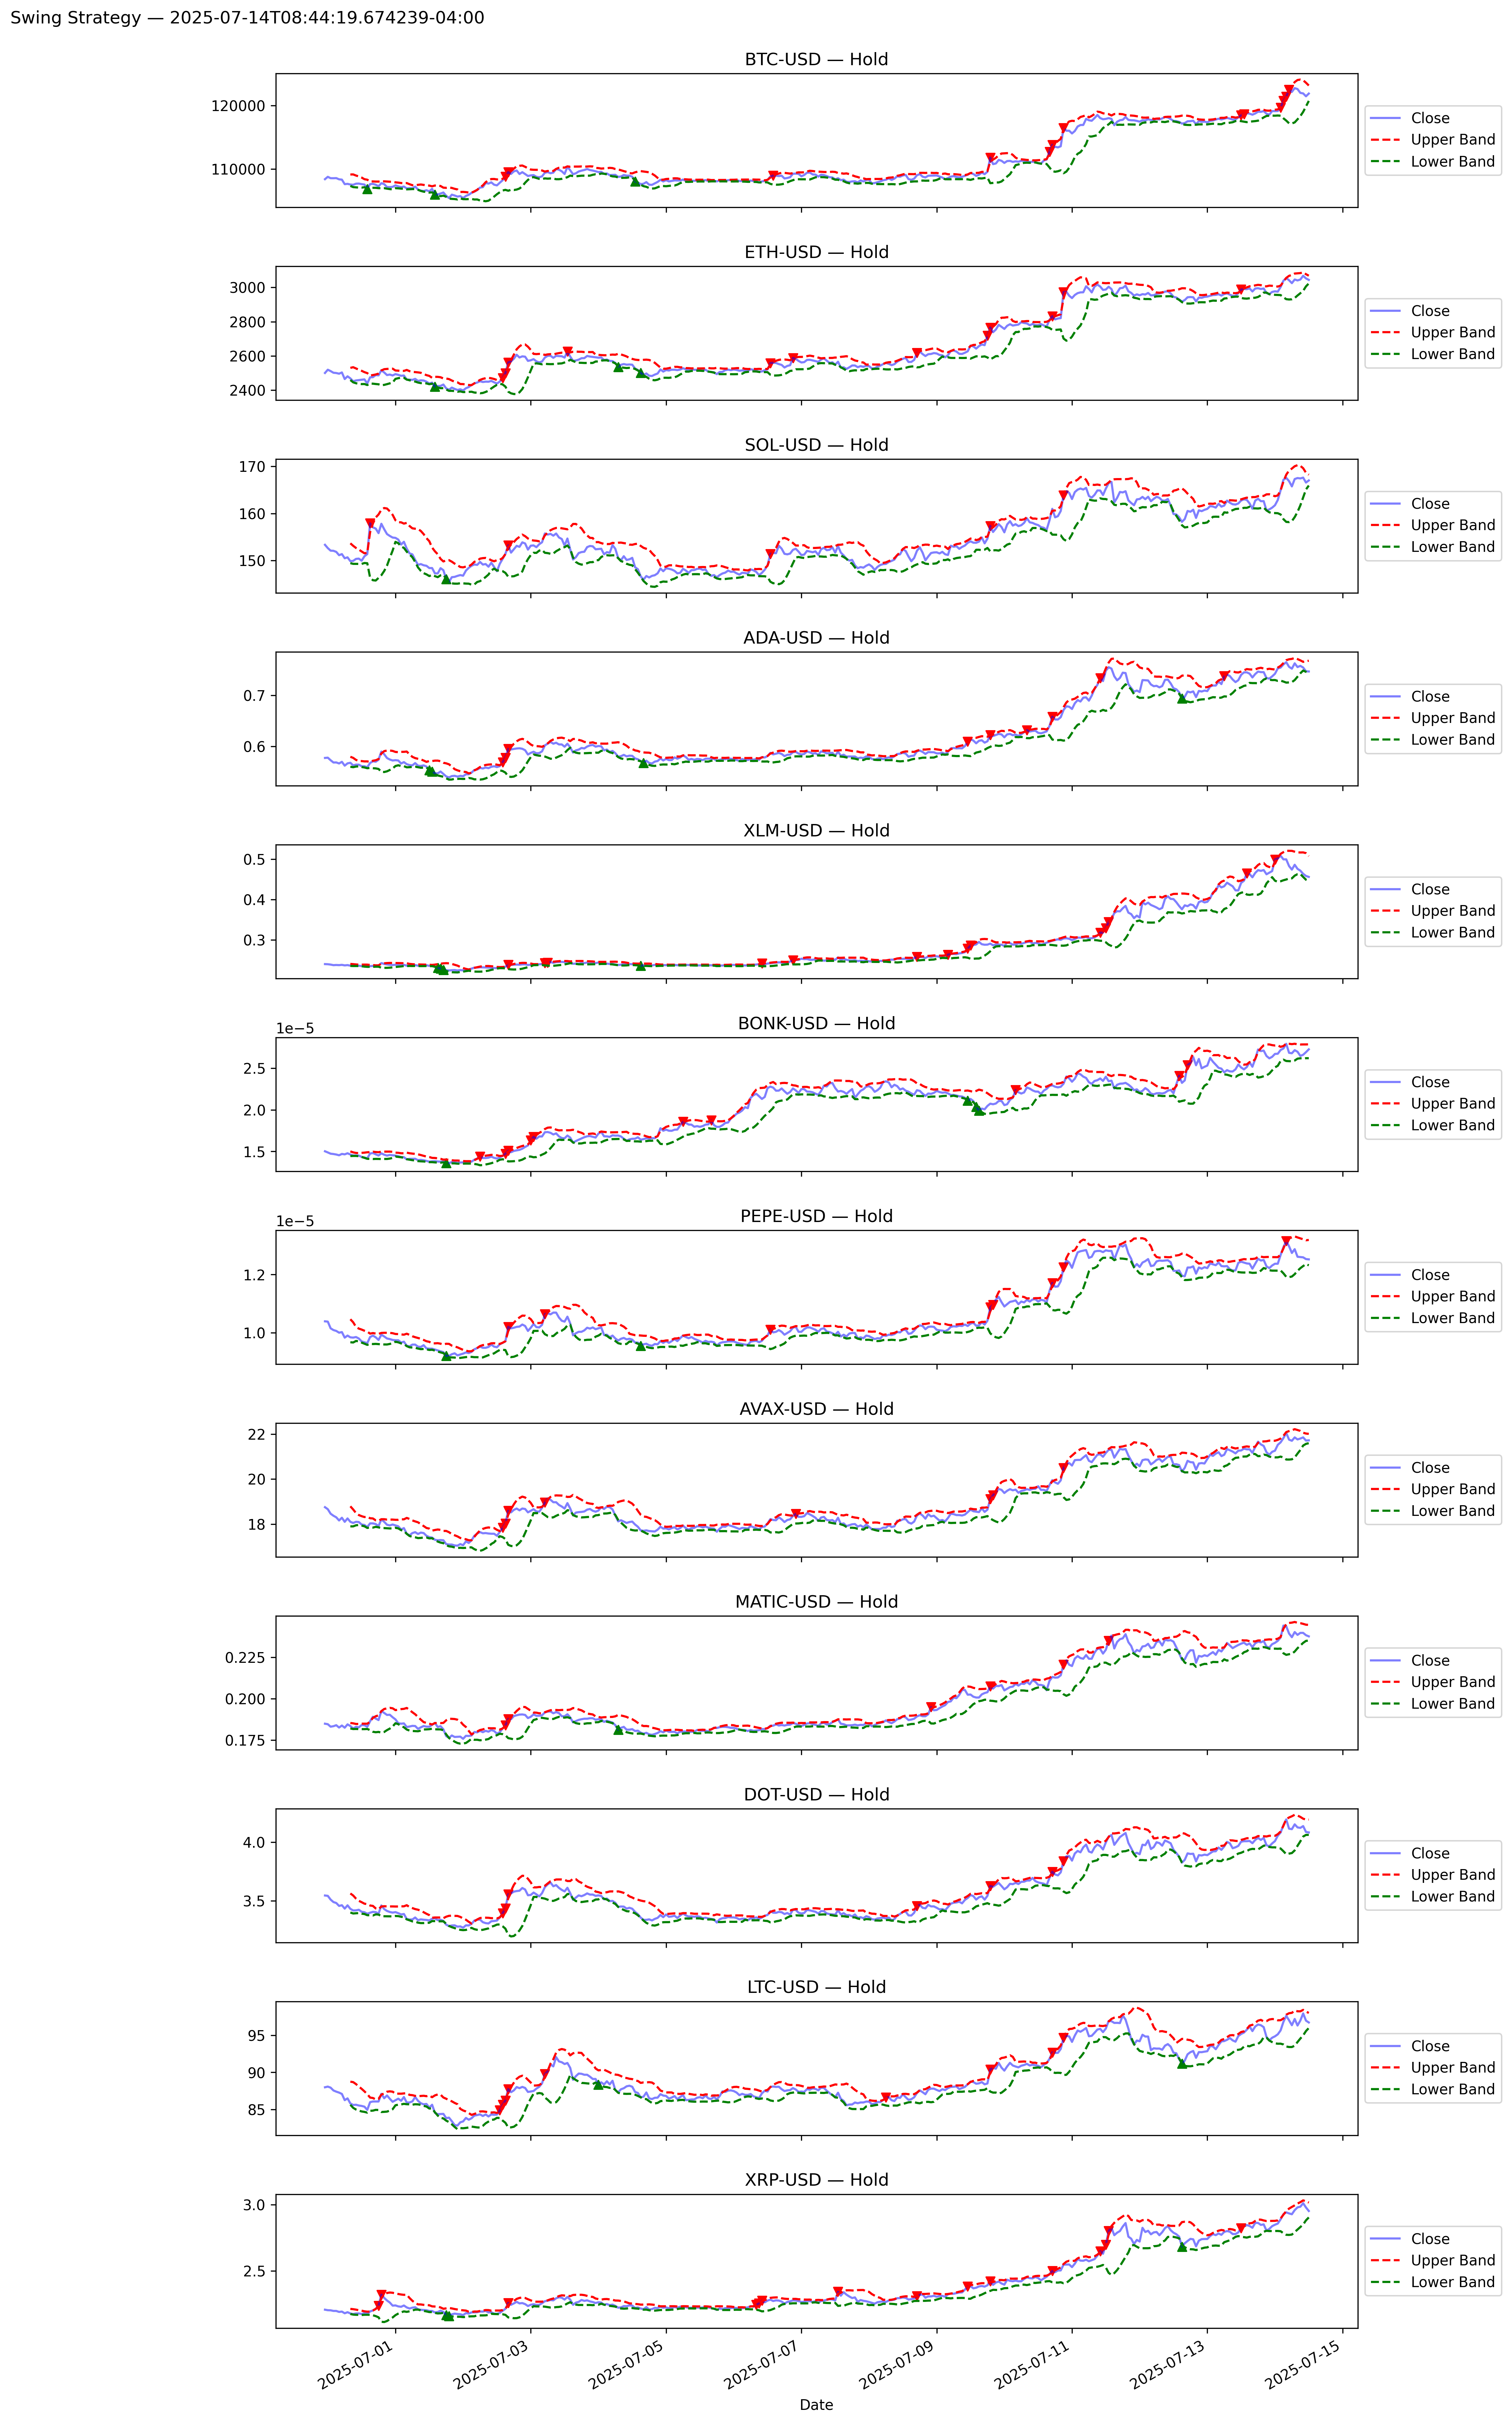 Swing Strategy — 2025-07-14T08:44:19.674239-04:00
BTC-USD — Hold
120000
110000
Close
Upper Band
Lower Band
ETH-USD — Hold
3000
2800
2600
2400
Close
Upper Band
Lower Band
SOL-USD — Hold
170
160
150
Close
Upper Band
Lower Band
ADA-USD — Hold
0.7
0.6
Close
Upper Band
Lower Band
XLM-USD — Hold
0.5
0.4
0.3
Close
Upper Band
Lower Band
BONK-USD — Hold
1e−5
2.5
2.0
1.5
Close
Upper Band
Lower Band
PEPE-USD — Hold
1e−5
1.2
1.0
Close
Upper Band
Lower Band
AVAX-USD — Hold
22
20
18
Close
Upper Band
Lower Band
MATIC-USD — Hold
0.225
0.200
0.175
Close
Upper Band
Lower Band
DOT-USD — Hold
4.0
3.5
Close
Upper Band
Lower Band
LTC-USD — Hold
95
90
85
Close
Upper Band
Lower Band
XRP-USD — Hold
3.0
2.5
Close
Upper Band
Lower Band
2025-07-01
2025-07-03
2025-07-05
2025-07-07
2025-07-09
2025-07-11
2025-07-13
2025-07-15
Date